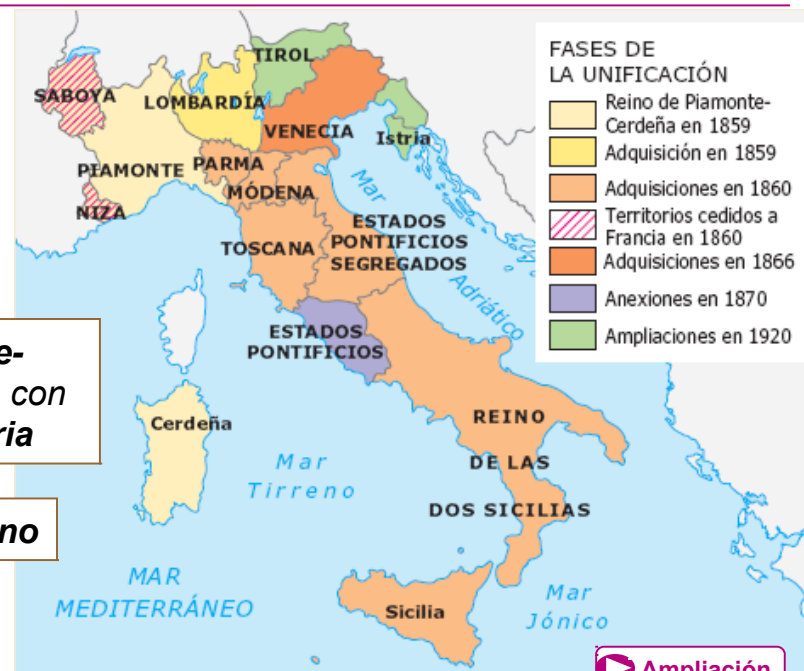 FASES DE
LA UNIFICACIÓN
Reino de Piamonte-
Cerdeña en 1859
Adquisición en 1859
Adquisiciones en 1860
Territorios cedidos a
Francia en 1860
Adquisiciones en 1866
Anexiones en 1870
Ampliaciones en 1920
TIROL
SABOYA
LOMBARDÍA
VENECIA
Istria
PIAMONTE
PARMA
MÓDENA
NIZA
Mar
Adriático
TOSCANA
ESTADOS
PONTIFICIOS
SEGREGADOS
ESTADOS
PONTIFICIOS
e-
con
ria
no
Cerdeña
Mar
Tirreno
REINO
DE LAS
DOS SICILIAS
MAR
MEDITERRÁNEO
Sicilia
Mar
Jónico
Ampliación